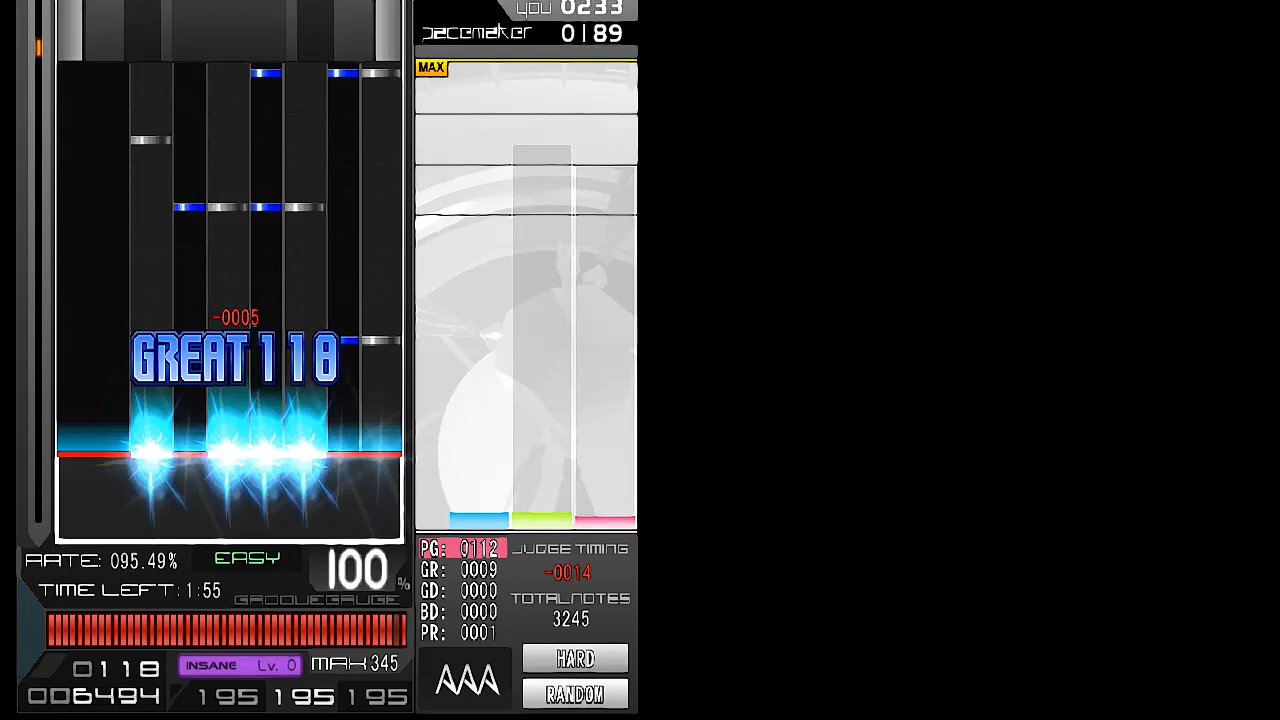 you 0233
pacemaker 0189
MAX
-0005
GREAT 118
RATE: 095.49%
EASY
100 %
TIME LEFT: 1:55
GROOVEGAUGE
PG: 0112
GR: 0009
GD: 0000
BD: 0000
PR: 0001
JUDGE TIMING
-0014
TOTALNOTES
3245
0118
INSANE Lv. 0
MAX 345
006494
195 195 195
AAA
HARD
RANDOM